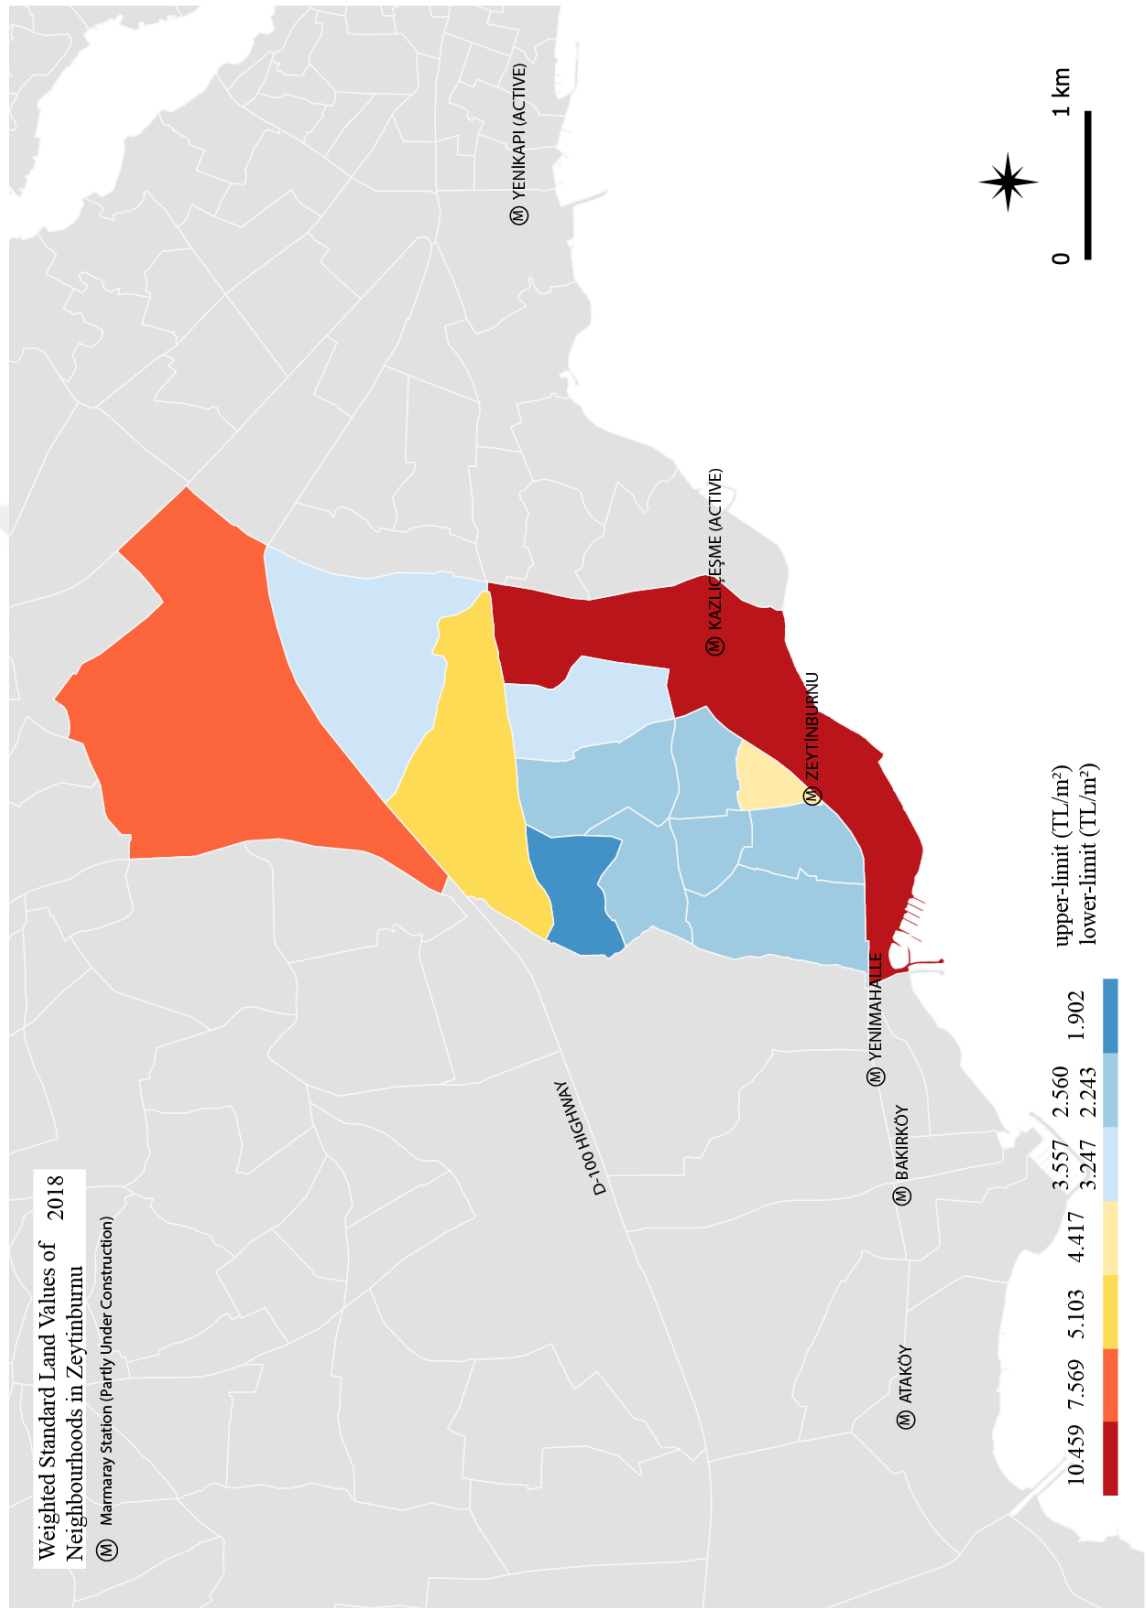 Weighted Standard Land Values of 2018
Neighbourhoods in Zeytinburnu
M Marmaray Station (Partly Under Construction)
M YENİKAPI (ACTIVE)
M KAZLIÇEŞME (ACTIVE)
M ZEYTİNBURNU
M YENİMAHALLE
M BAKIRKÖY
M ATAKÖY
D-100 HIGHWAY
10.459 7.569 5.103 4.417 3.557 2.560 1.902 upper-limit (TL/m²)
3.247 2.243 lower-limit (TL/m²)
0 1 km